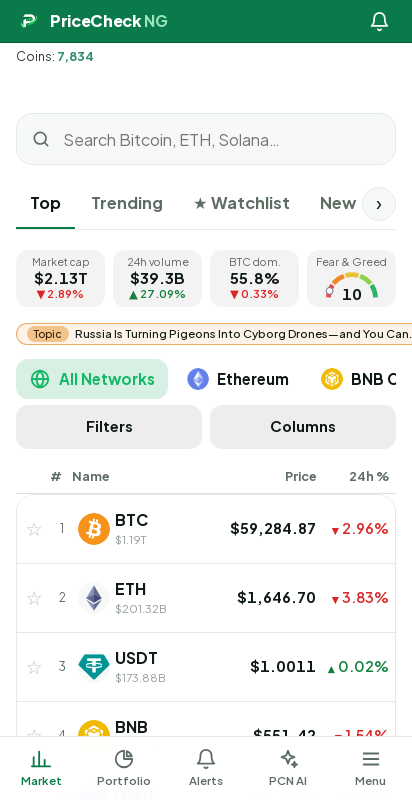 PriceCheck NG
Coins: 7,834
Search Bitcoin, ETH, Solana...
Top Trending ★ Watchlist New ›
Market cap 24h volume BTC dom. Fear & Greed
$2.13T $39.3B 55.8% 10
▼2.89% ▲27.09% ▼0.33%
Topic Russia Is Turning Pigeons Into Cyborg Drones—and You Can.
All Networks Ethereum BNB C
Filters Columns
# Name Price 24h %
☆ 1 BTC $59,284.87 ▼2.96%
$1.19T
☆ 2 ETH $1,646.70 ▼3.83%
$201.32B
☆ 3 USDT $1.0011 ▲0.02%
$173.88B
☆ 4 BNB $551.42 1.54%
Market Portfolio Alerts PCN AI Menu